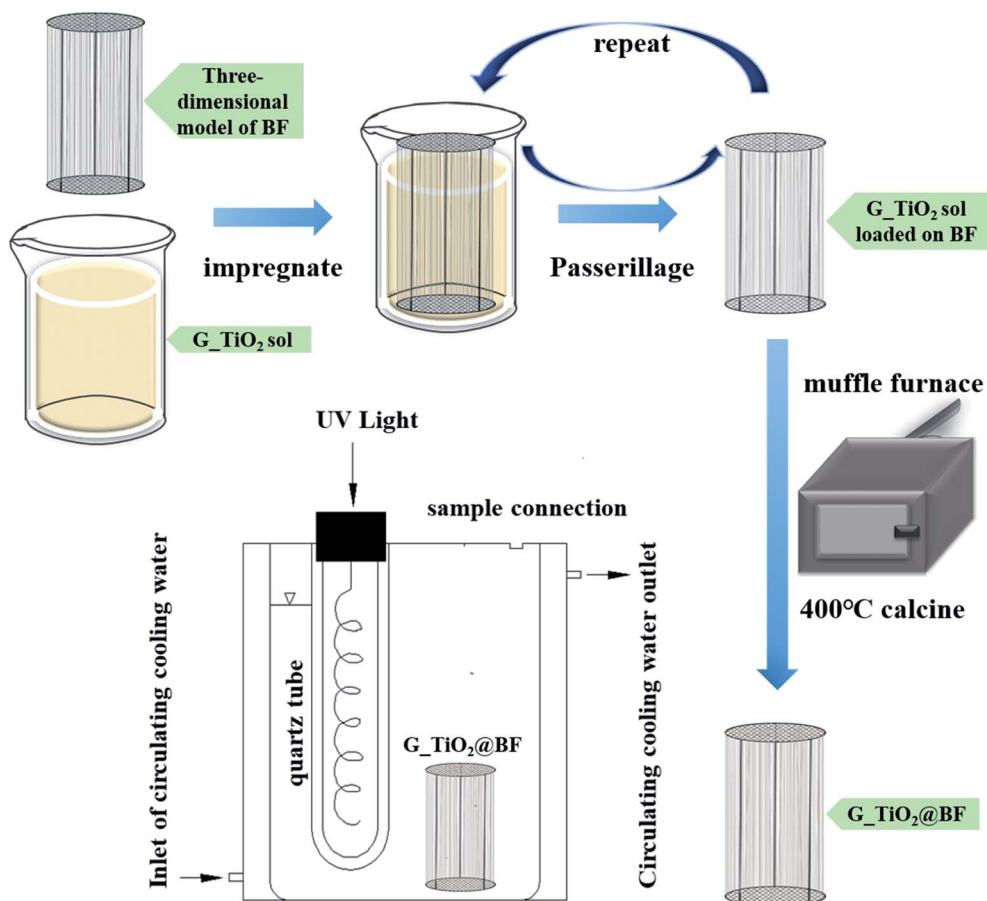 repeat
Three-
dimensional
model of BF
impregnate
Passerillage
G_TiO₂ sol
loaded on BF
G_TiO₂ sol
muffle furnace
400°C calcine
UV Light
sample connection
Inlet of circulating cooling water
quartz tube
G_TiO₂@BF
Circulating cooling water outlet
G_TiO₂@BF